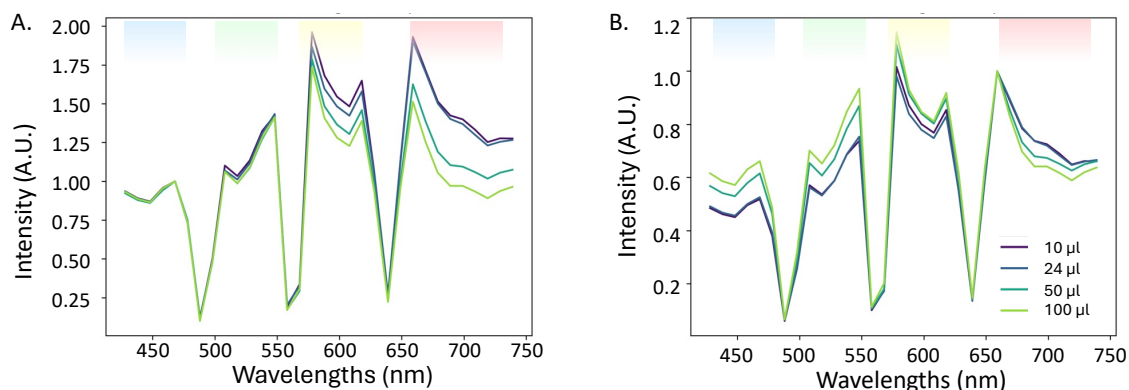 A.
2.00
1.75
1.50
1.25
1.00
0.75
0.50
0.25
Intensity (A.U.)
450 500 550 600 650 700 750
Wavelengths (nm)
B.
1.2
1.0
0.8
0.6
0.4
0.2
Intensity (A.U.)
10 µl
24 µl
50 µl
100 µl
450 500 550 600 650 700 750
Wavelengths (nm)